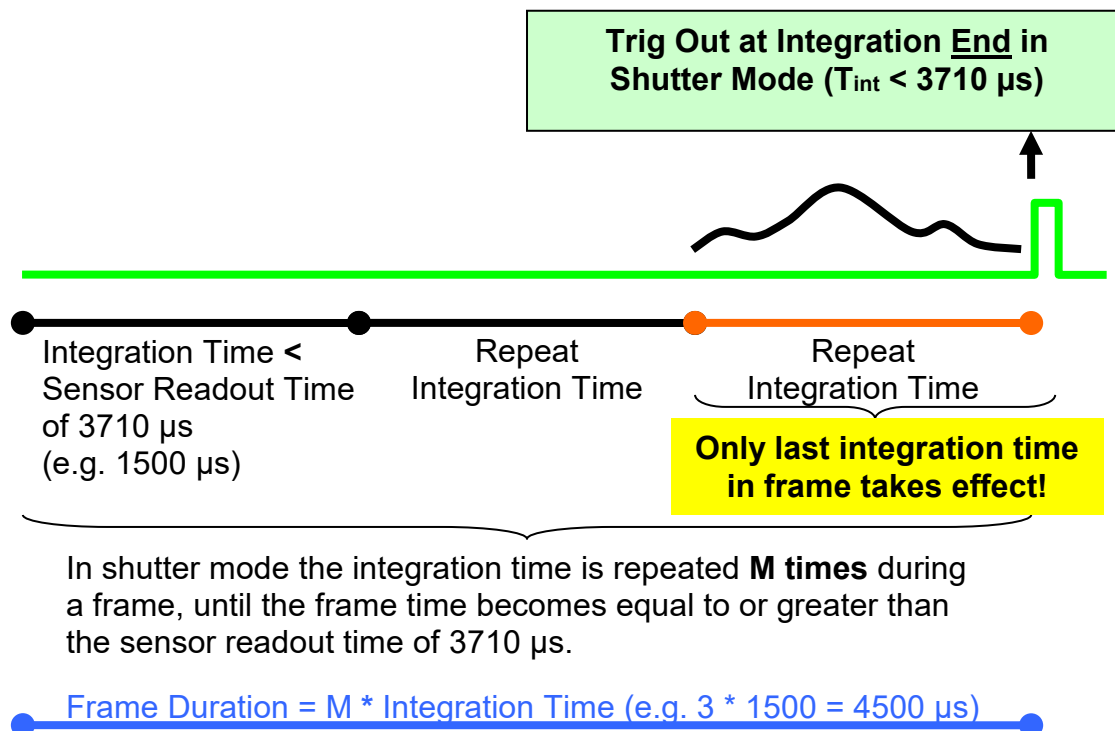 Trig Out at Integration End in
Shutter Mode (Tint < 3710 µs)
Integration Time <
Sensor Readout Time
of 3710 µs
(e.g. 1500 µs)
Repeat
Integration Time
Repeat
Integration Time
Only last integration time
in frame takes effect!
In shutter mode the integration time is repeated M times during
a frame, until the frame time becomes equal to or greater than
the sensor readout time of 3710 µs.
Frame Duration = M * Integration Time (e.g. 3 * 1500 = 4500 µs)